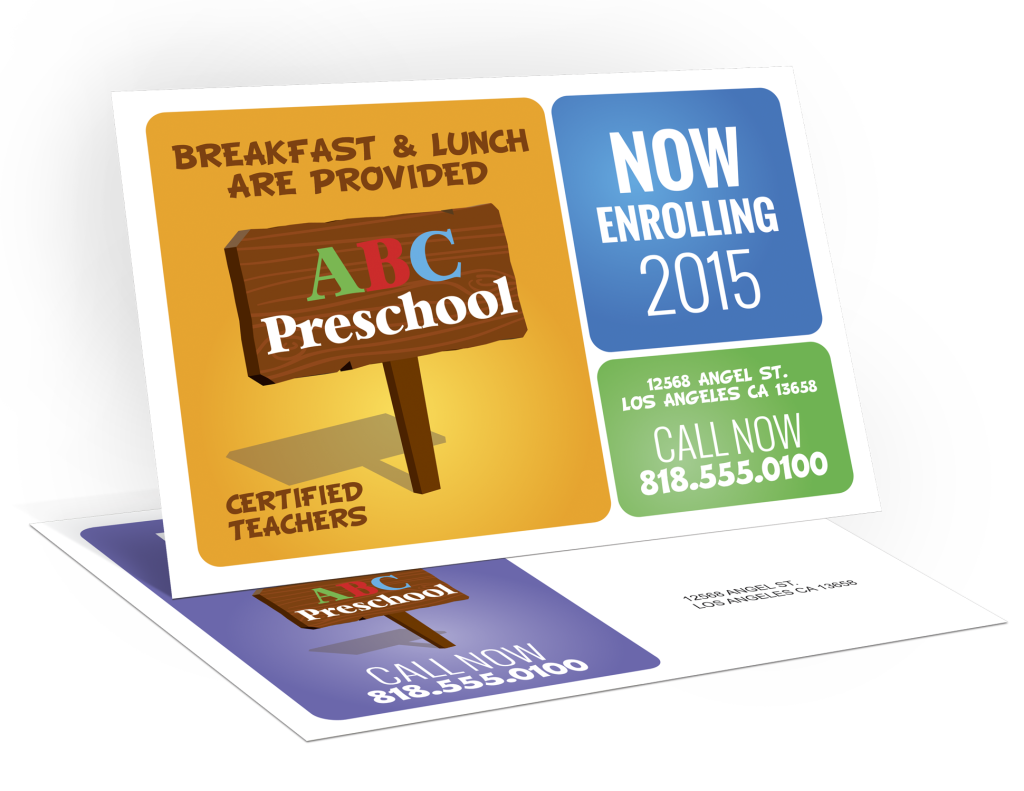 BREAKFAST & LUNCH
ARE PROVIDED
ABC
Preschool
CERTIFIED
TEACHERS
NOW
ENROLLING
2015
12568 ANGEL ST.
LOS ANGELES CA 13658
CALL NOW
818.555.0100
ABC
Preschool
CALL NOW
818.555.0100
12568 ANGEL ST.
LOS ANGELES CA 13658